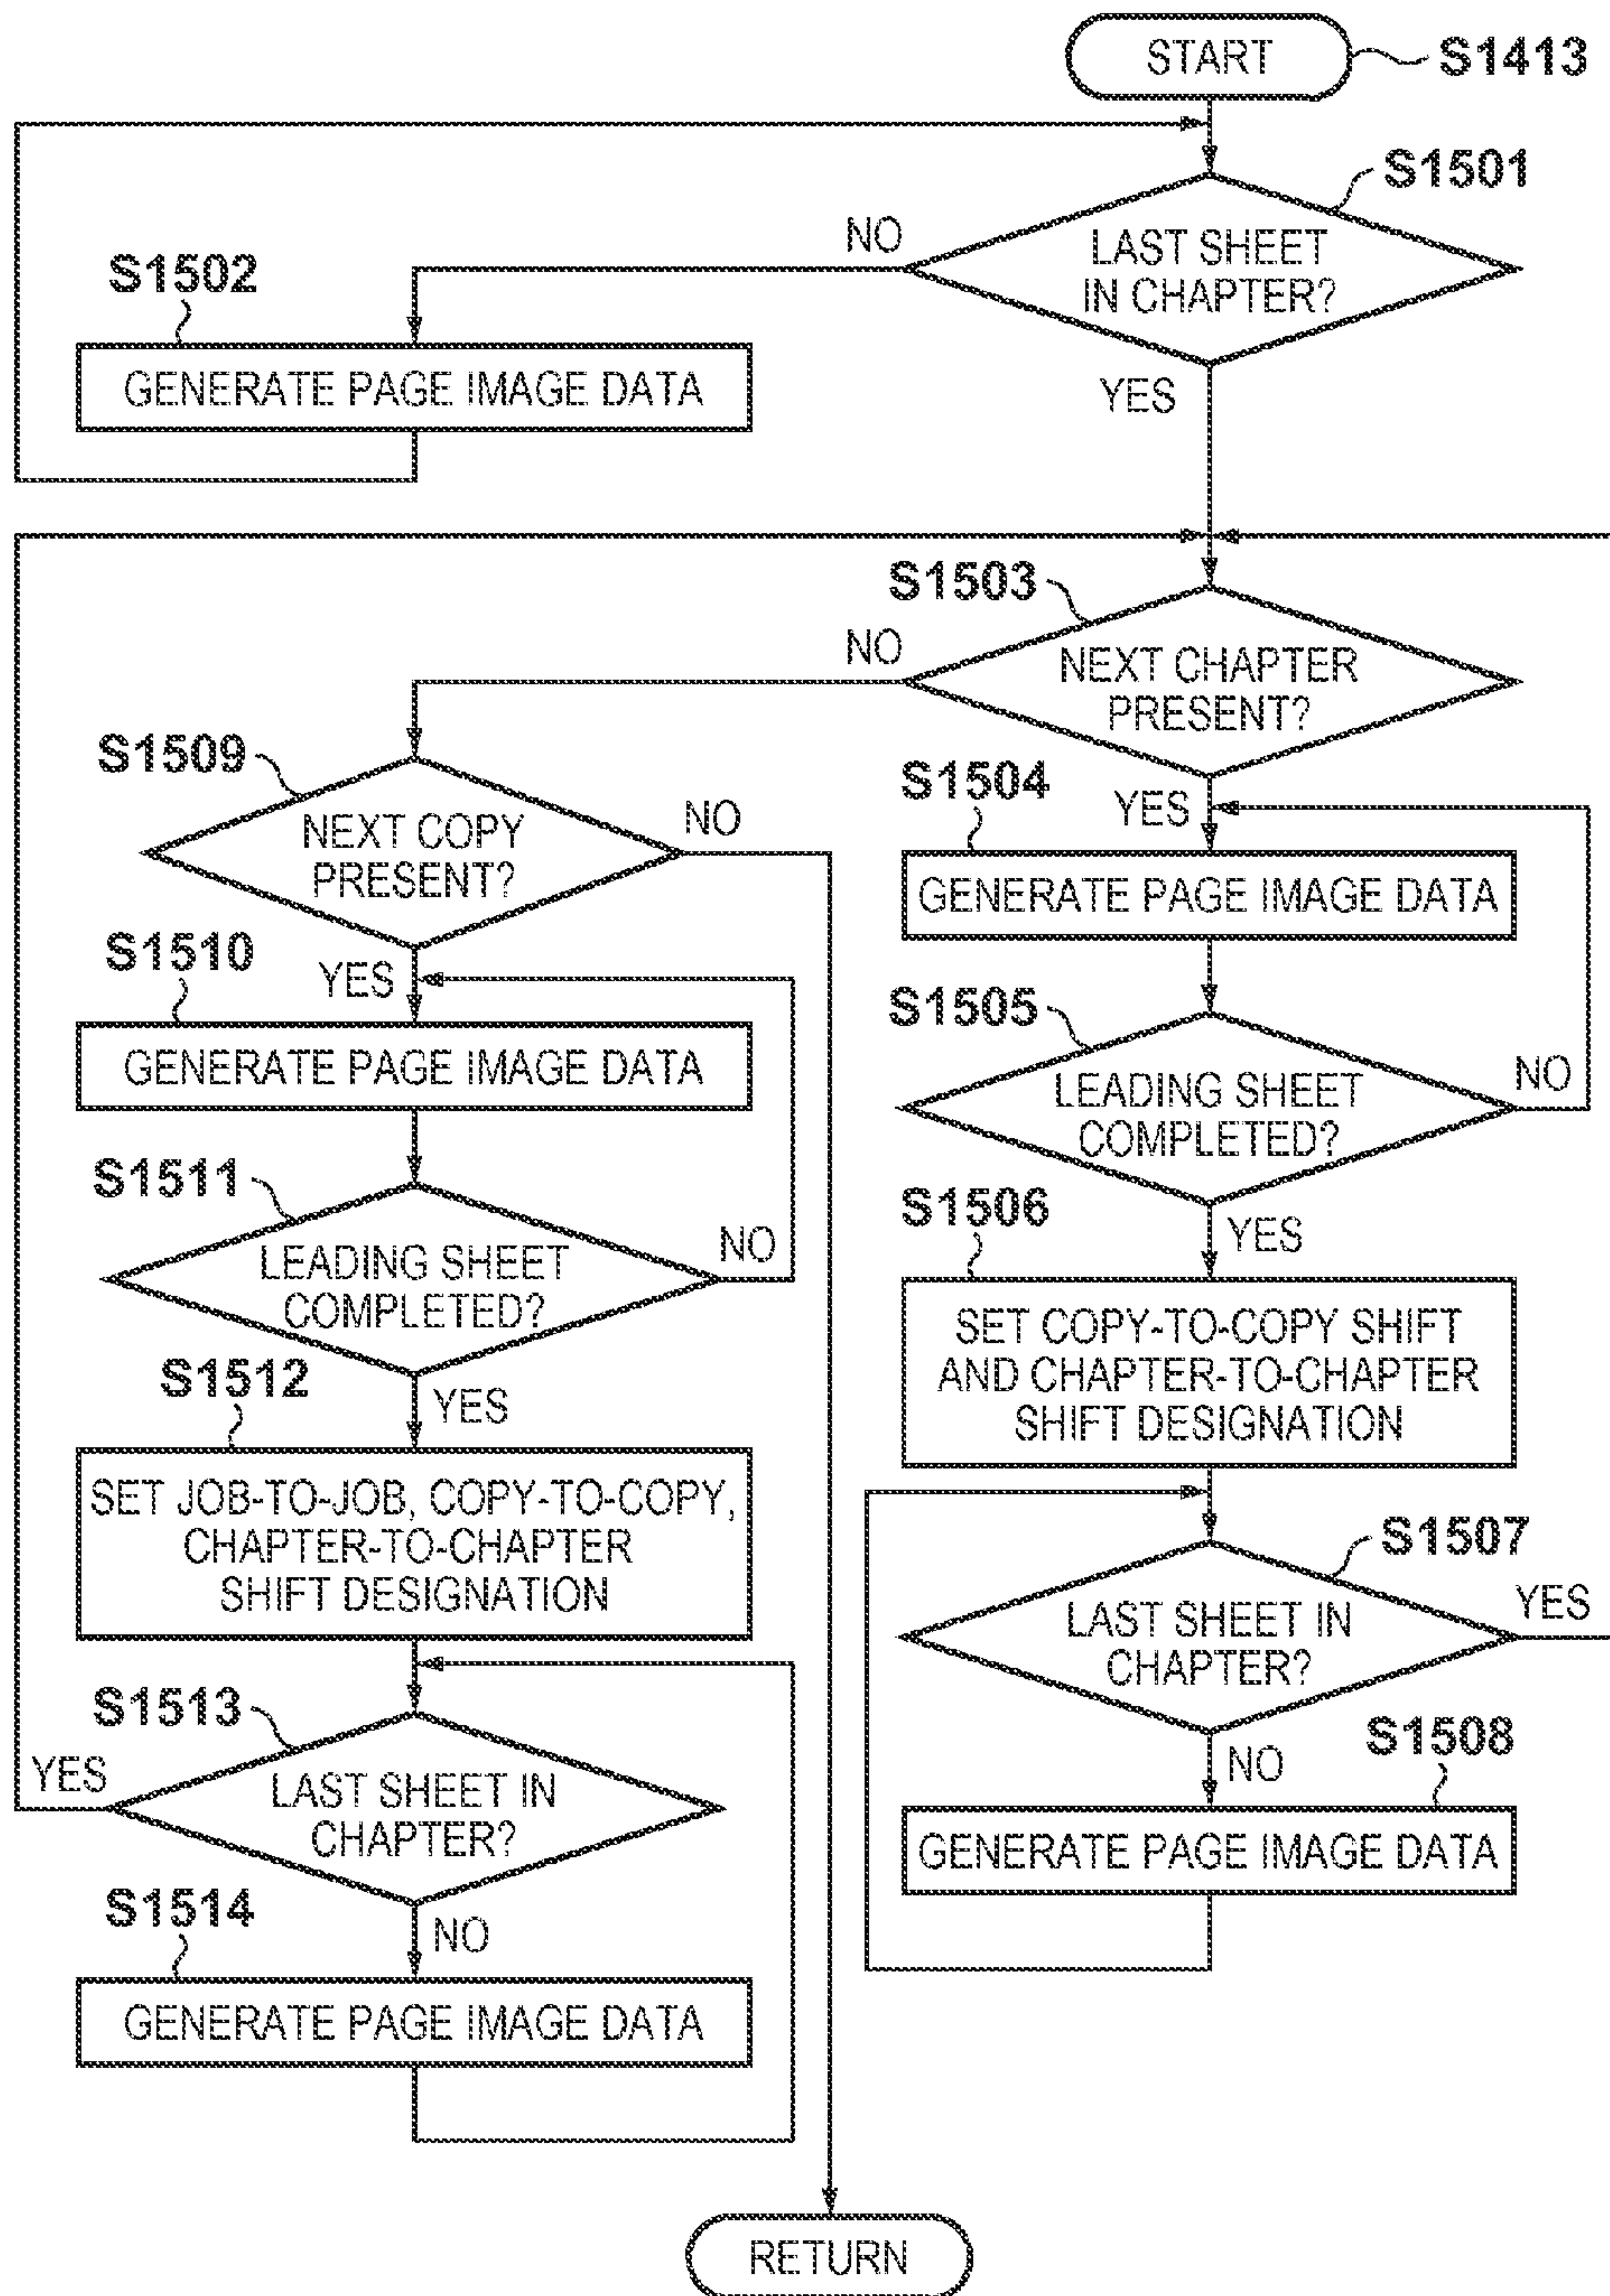 START
S1413
S1501
NO
LAST SHEET
IN CHAPTER?
S1502
GENERATE PAGE IMAGE DATA
YES
S1503
NO
NEXT CHAPTER
PRESENT?
S1509
NEXT COPY
PRESENT?
NO
S1504
YES
GENERATE PAGE IMAGE DATA
S1510
YES
GENERATE PAGE IMAGE DATA
S1505
LEADING SHEET
COMPLETED?
NO
S1511
LEADING SHEET
COMPLETED?
NO
S1506
YES
SET COPY-TO-COPY SHIFT
AND CHAPTER-TO-CHAPTER
SHIFT DESIGNATION
S1512
YES
SET JOB-TO-JOB, COPY-TO-COPY,
CHAPTER-TO-CHAPTER
SHIFT DESIGNATION
S1507
LAST SHEET IN
CHAPTER?
YES
S1513
YES
LAST SHEET IN
CHAPTER?
NO
S1508
GENERATE PAGE IMAGE DATA
S1514
NO
GENERATE PAGE IMAGE DATA
RETURN